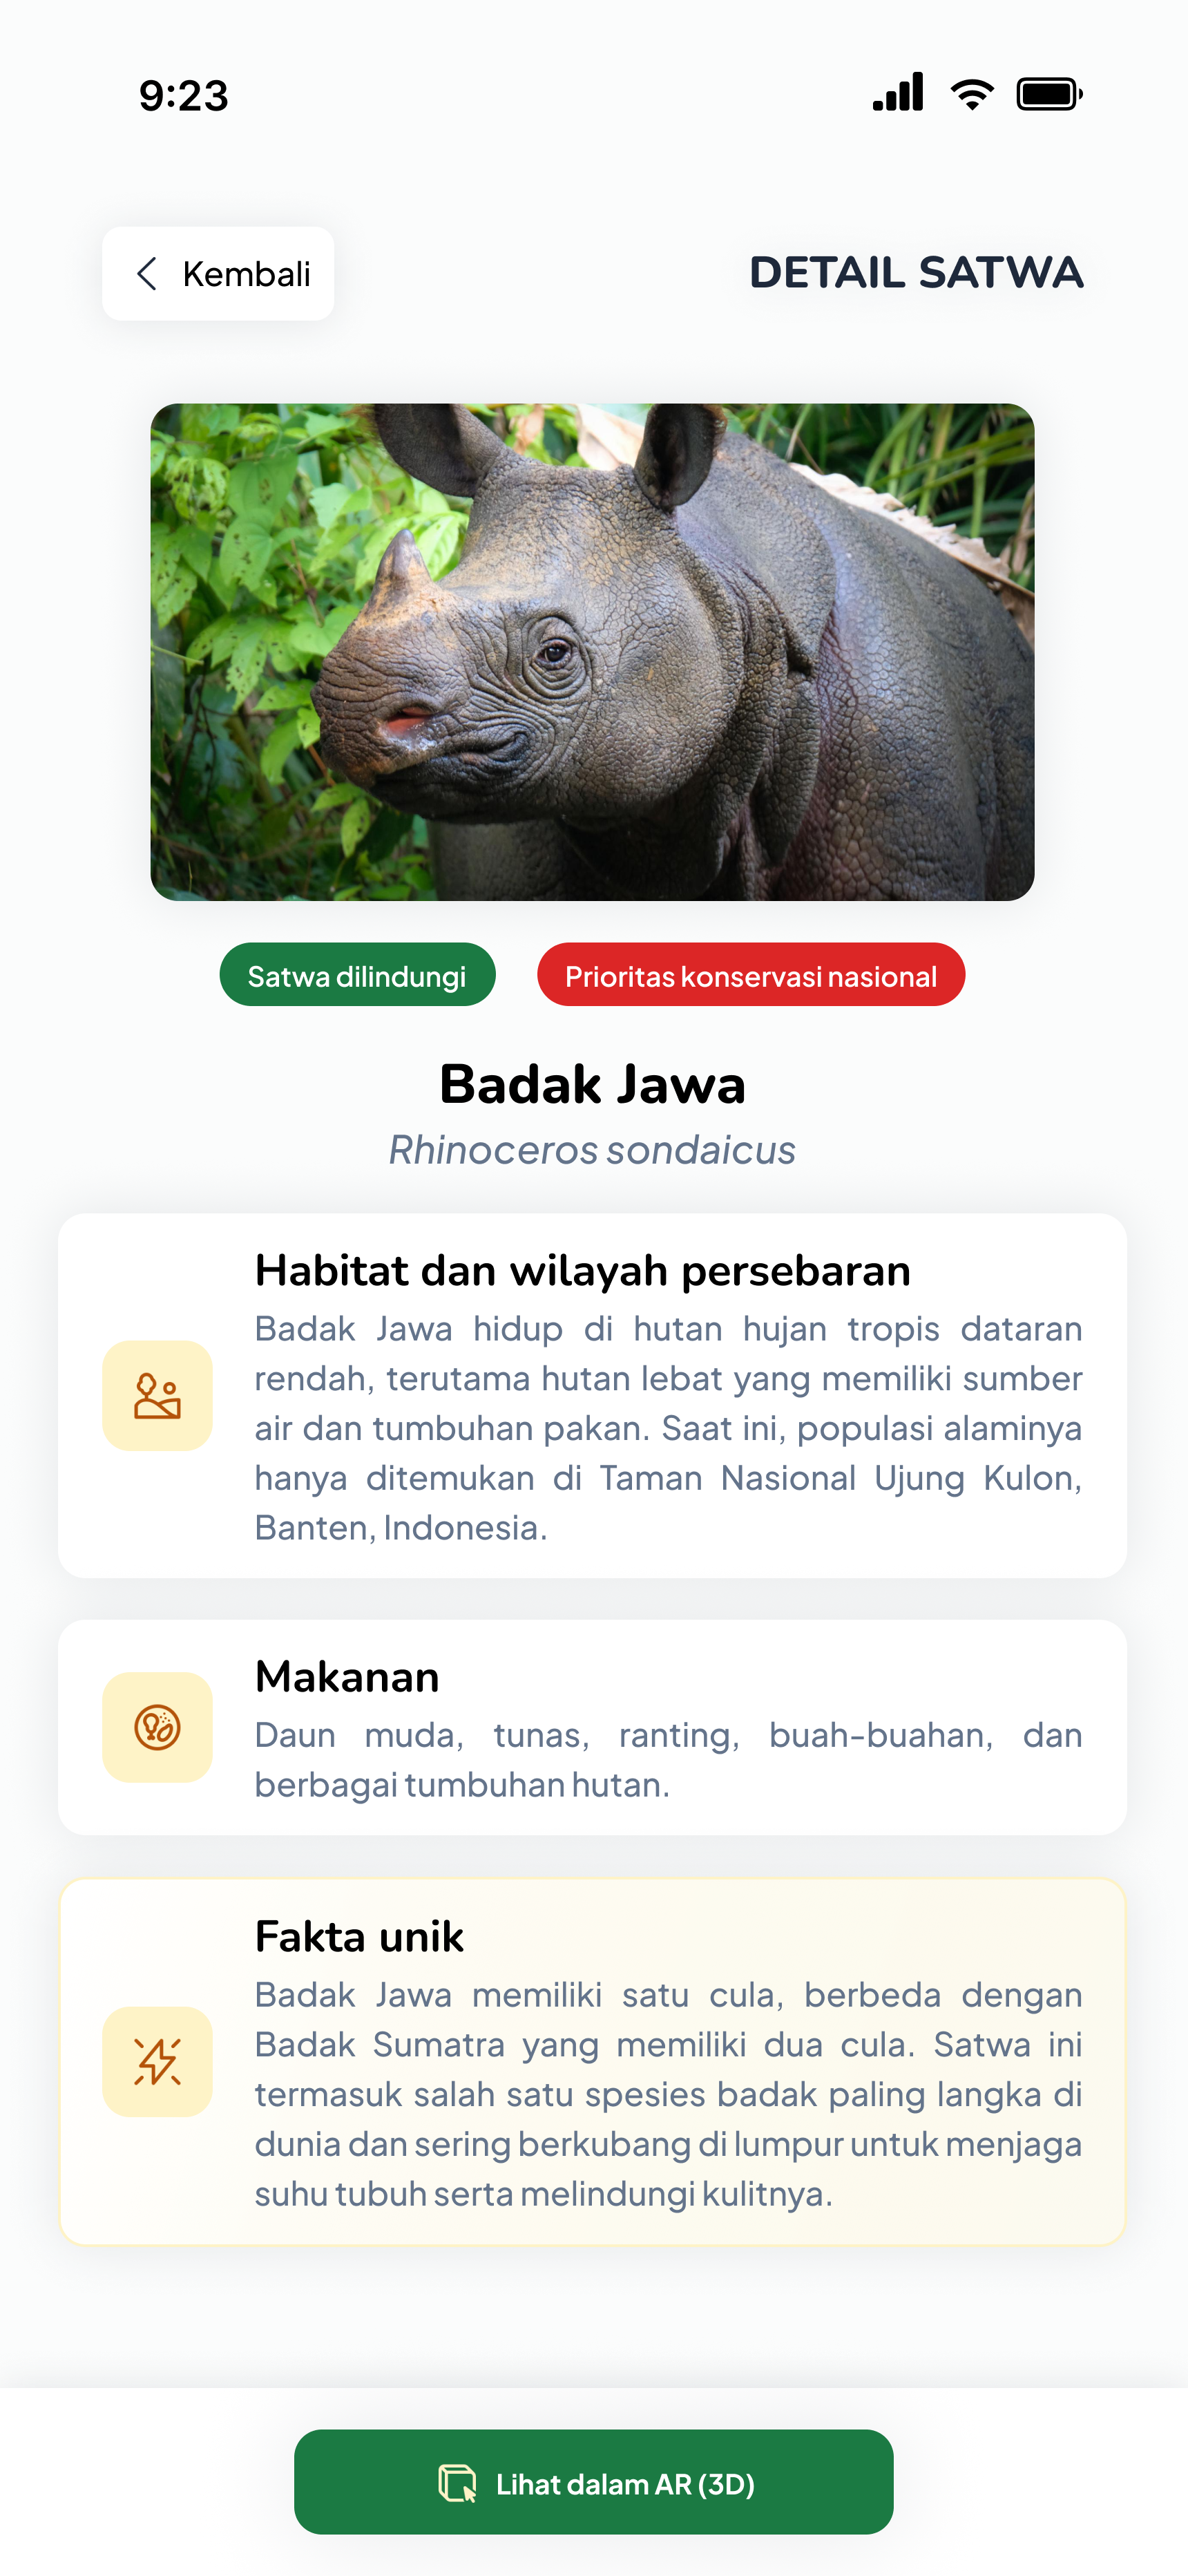 9:23
Kembali
DETAIL SATWA
Satwa dilindungi
Prioritas konservasi nasional
Badak Jawa
Rhinoceros sondaicus
Habitat dan wilayah persebaran
Badak Jawa hidup di hutan hujan tropis dataran
rendah, terutama hutan lebat yang memiliki sumber
air dan tumbuhan pakan. Saat ini, populasi alaminya
hanya ditemukan di Taman Nasional Ujung Kulon,
Banten, Indonesia.
Makanan
Daun muda, tunas, ranting, buah-buahan, dan
berbagai tumbuhan hutan.
Fakta unik
Badak Jawa memiliki satu cula, berbeda dengan
Badak Sumatra yang memiliki dua cula. Satwa ini
termasuk salah satu spesies badak paling langka di
dunia dan sering berkubang di lumpur untuk menjaga
suhu tubuh serta melindungi kulitnya.
Lihat dalam AR (3D)